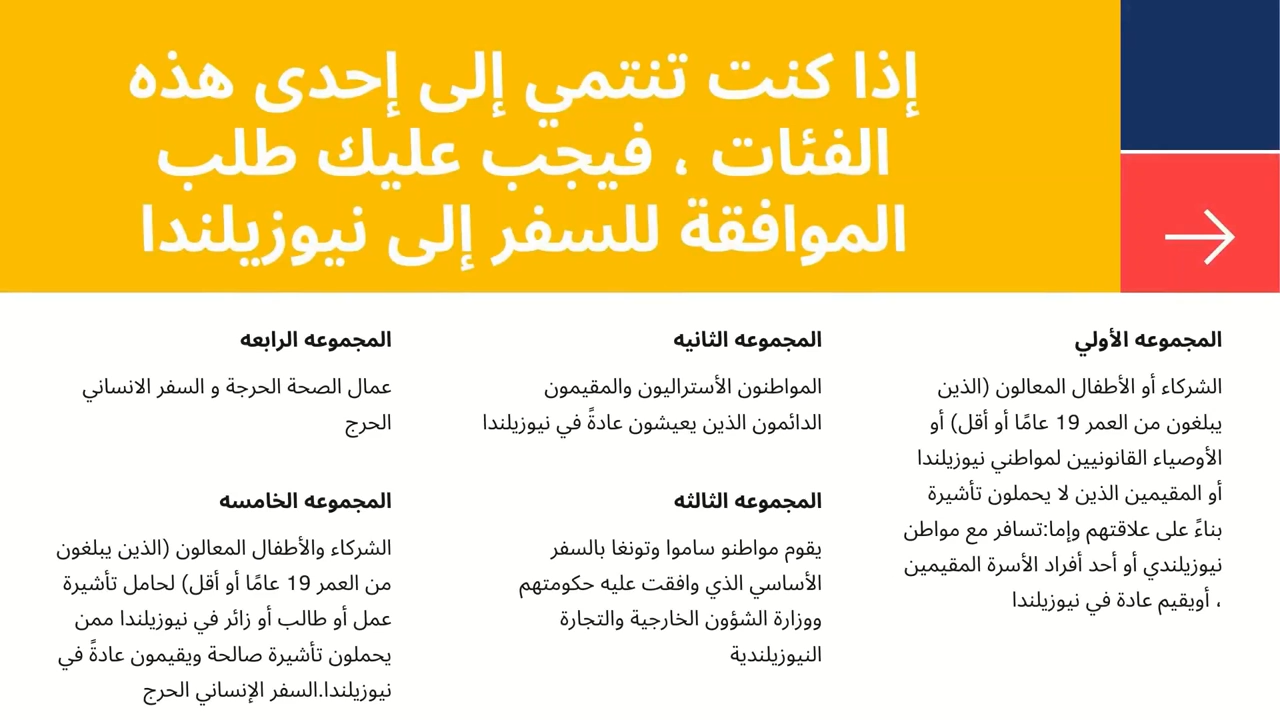 إذا كنت تنتمي إلى إحدى هذه
الفئات ، فيجب عليك طلب
الموافقة للسفر إلى نيوزيلندا
المجموعه الأولي
الشركاء أو الأطفال المعالون (الذين
يبلغون من العمر 19 عامًا أو أقل) أو
الأوصياء القانونيين لمواطني نيوزيلندا
أو المقيمين الذين لا يحملون تأشيرة
بناءً على علاقتهم وإما:تسافر مع مواطن
نيوزيلندي أو أحد أفراد الأسرة المقيمين
، أويقيم عادة في نيوزيلندا
المجموعه الثانيه
المواطنون الأستراليون والمقيمون
الدائمون الذين يعيشون عادةً في نيوزيلندا
المجموعه الثالثه
يقوم مواطنو ساموا وتونغا بالسفر
الأساسي الذي وافقت عليه حكومتهم
ووزارة الشؤون الخارجية والتجارة
النيوزيلندية
المجموعه الرابعه
عمال الصحة الحرجة و السفر الانساني
الحرج
المجموعه الخامسه
الشركاء والأطفال المعالون (الذين يبلغون
من العمر 19 عامًا أو أقل) لحامل تأشيرة
عمل أو طالب أو زائر في نيوزيلندا ممن
يحملون تأشيرة صالحة ويقيمون عادةً في
نيوزيلندا.السفر الإنساني الحرج